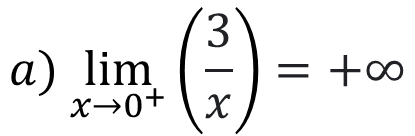 a) lim_{x→0⁺} (3/x) = +∞